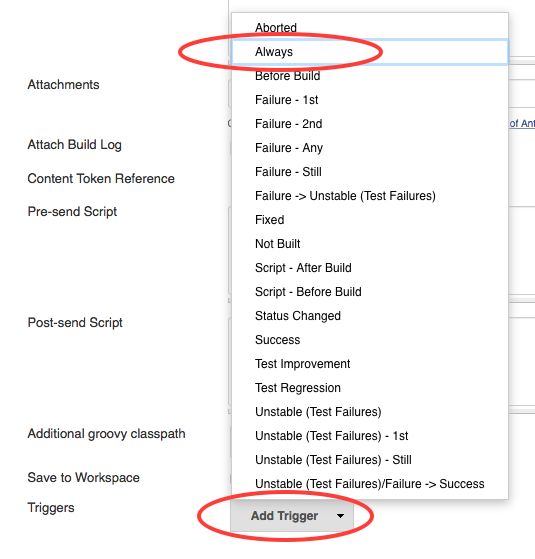 Aborted
Always
Before Build
Failure - 1st
Failure - 2nd
Failure - Any
Failure - Still
Failure -> Unstable (Test Failures)
Fixed
Not Built
Script - After Build
Script - Before Build
Status Changed
Success
Test Improvement
Test Regression
Unstable (Test Failures)
Unstable (Test Failures) - 1st
Unstable (Test Failures) - Still
Unstable (Test Failures)/Failure -> Success
Attachments
of Ant
Attach Build Log
Content Token Reference
Pre-send Script
Post-send Script
Additional groovy classpath
Save to Workspace
Triggers
Add Trigger